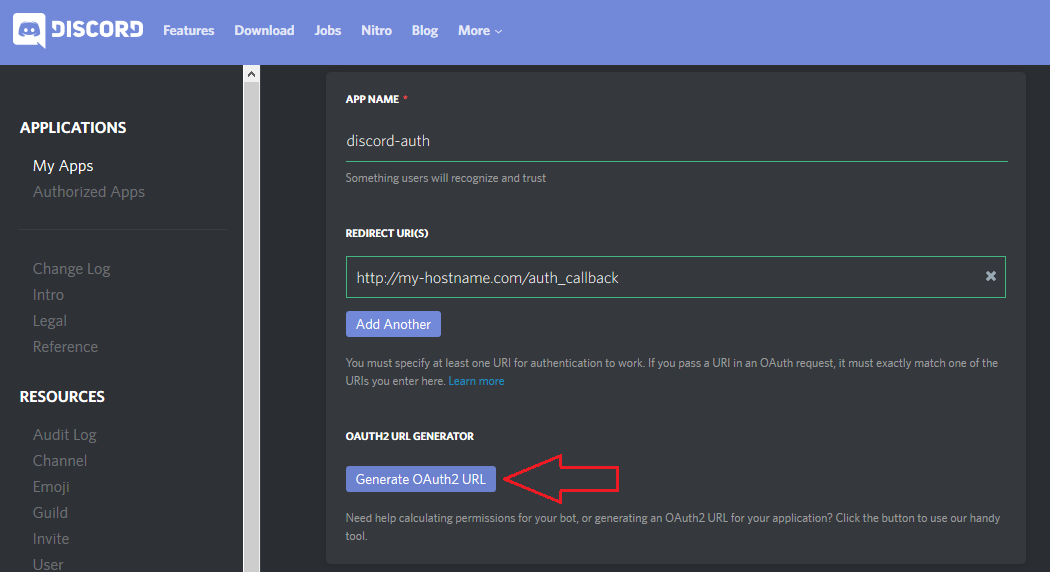 DISCORD Features Download Jobs Nitro Blog More
APPLICATIONS
My Apps
Authorized Apps
Change Log
Intro
Legal
Reference
RESOURCES
Audit Log
Channel
Emoji
Guild
Invite
User
APP NAME *
discord-auth
Something users will recognize and trust
REDIRECT URI(S)
http://my-hostname.com/auth_callback
Add Another
You must specify at least one URI for authentication to work. If you pass a URI in an OAuth request, it must exactly match one of the
URIs you enter here. Learn more
OAUTH2 URL GENERATOR
Generate OAuth2 URL
Need help calculating permissions for your bot, or generating an OAuth2 URL for your application? Click the button to use our handy
tool.